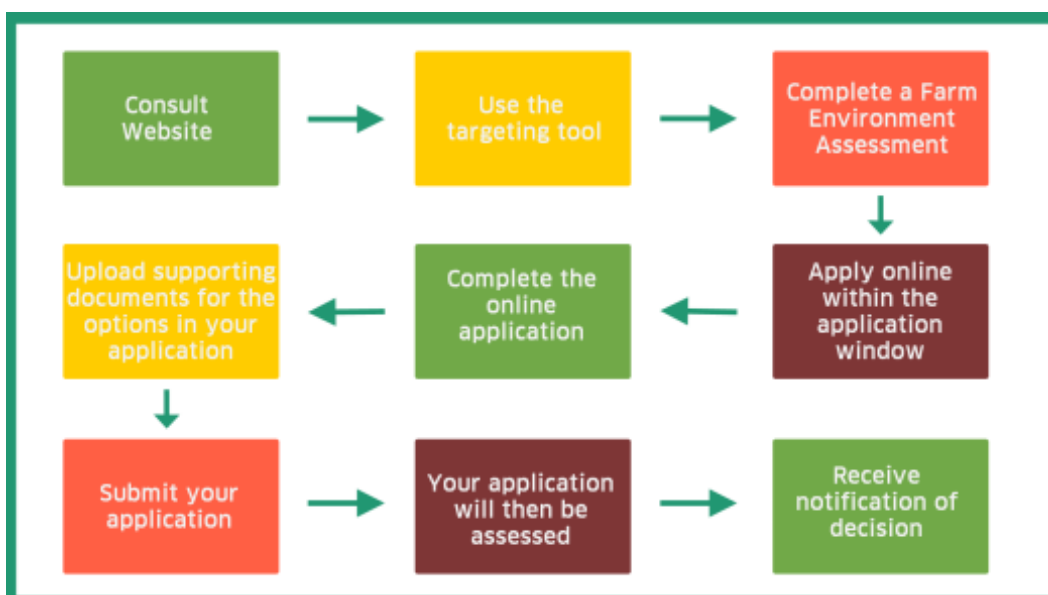 Consult
Website
Use the
targeting tool
Complete a Farm
Environment
Assessment
Apply online
within the
application
window
Complete the
online
application
Upload supporting
documents for the
options in your
application
Submit your
application
Your application
will then be
assessed
Receive
notification of
decision